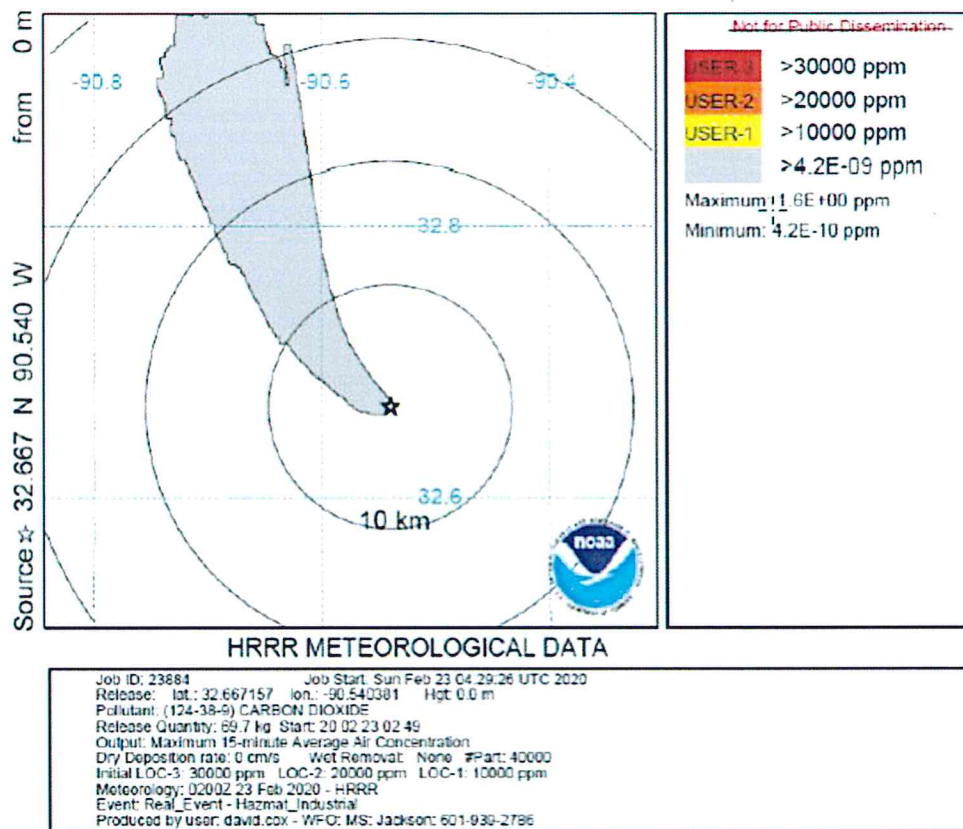 Not for Public Dissemination
USER-3 >30000 ppm
USER-2 >20000 ppm
USER-1 >10000 ppm
>4.2E-09 ppm
Maximum: 1.6E+00 ppm
Minimum: 4.2E-10 ppm
Source ☆ 32.667 N 90.540 W from 0 m
-90.8 -90.6 -90.4
32.8
32.6
10 km
noaa
HRRR METEOROLOGICAL DATA
Job ID: 23884 Job Start: Sun Feb 23 04:29:26 UTC 2020
Release: lat.: 32.667157 lon.: -90.540381 Hgt: 0.0 m
Pollutant: (124-38-9) CARBON DIOXIDE
Release Quantity: 69.7 kg Start: 20 02 23 02 49
Output: Maximum 15-minute Average Air Concentration
Dry Deposition rate: 0 cm/s Wet Removal: None #Part: 40000
Initial LOC-3: 30000 ppm LOC-2: 20000 ppm LOC-1: 10000 ppm
Meteorology: 0200Z 23 Feb 2020 - HRRR
Event: Real_Event - Hazmat_Industrial
Produced by user: david.cox - WFO: MS: Jackson: 601-939-2786